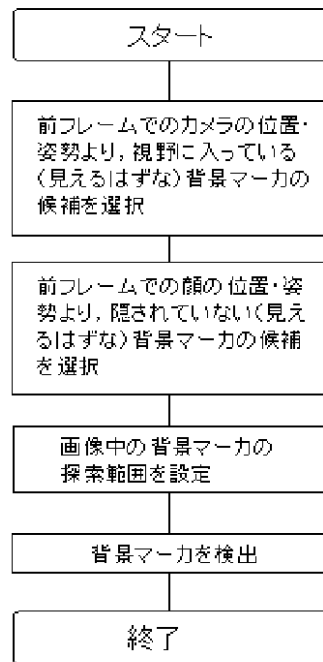 スタート
前フレームでのカメラの位置・
姿勢より，視野に入っている
（見えるはずな）背景マーカの
候補を選択
前フレームでの顔の位置・姿
勢より，隠されていない（見え
るはずな）背景マーカの候補
を選択
画像中の背景マーカの
探索範囲を設定
背景マーカを検出
終了